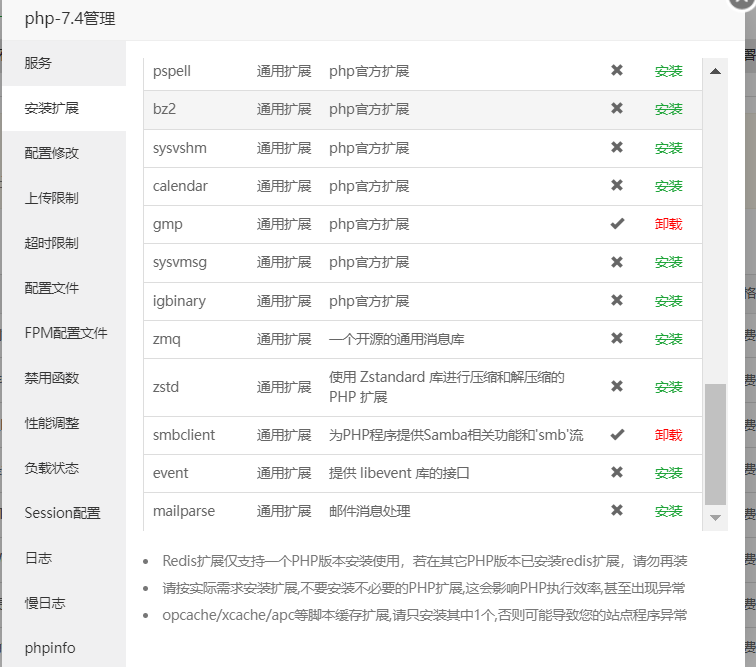 php-7.4管理
服务
安装扩展
配置修改
上传限制
超时限制
配置文件
FPM配置文件
禁用函数
性能调整
负载状态
Session配置
日志
慢日志
phpinfo
pspell 通用扩展 php官方扩展 ✖ 安装
bz2 通用扩展 php官方扩展 ✖ 安装
sysvshm 通用扩展 php官方扩展 ✖ 安装
calendar 通用扩展 php官方扩展 ✖ 安装
gmp 通用扩展 php官方扩展 ✔ 卸载
sysvmsg 通用扩展 php官方扩展 ✖ 安装
igbinary 通用扩展 php官方扩展 ✖ 安装
zmq 通用扩展 一个开源的通用消息库 ✖ 安装
zstd 通用扩展 使用 Zstandard 库进行压缩和解压缩的
PHP 扩展 ✖ 安装
smbclient 通用扩展 为PHP程序提供Samba相关功能和'smb'流 ✔ 卸载
event 通用扩展 提供 libevent 库的接口 ✖ 安装
mailparse 通用扩展 邮件消息处理 ✖ 安装
• Redis扩展仅支持一个PHP版本安装使用，若在其它PHP版本已安装redis扩展，请勿再装
• 请按实际需求安装扩展,不要安装不必要的PHP扩展,这会影响PHP执行效率,甚至出现异常
• opcache/xcache/apc等脚本缓存扩展,请只安装其中1个,否则可能导致您的站点程序异常
格
费
费
费
费
费
费
费
费